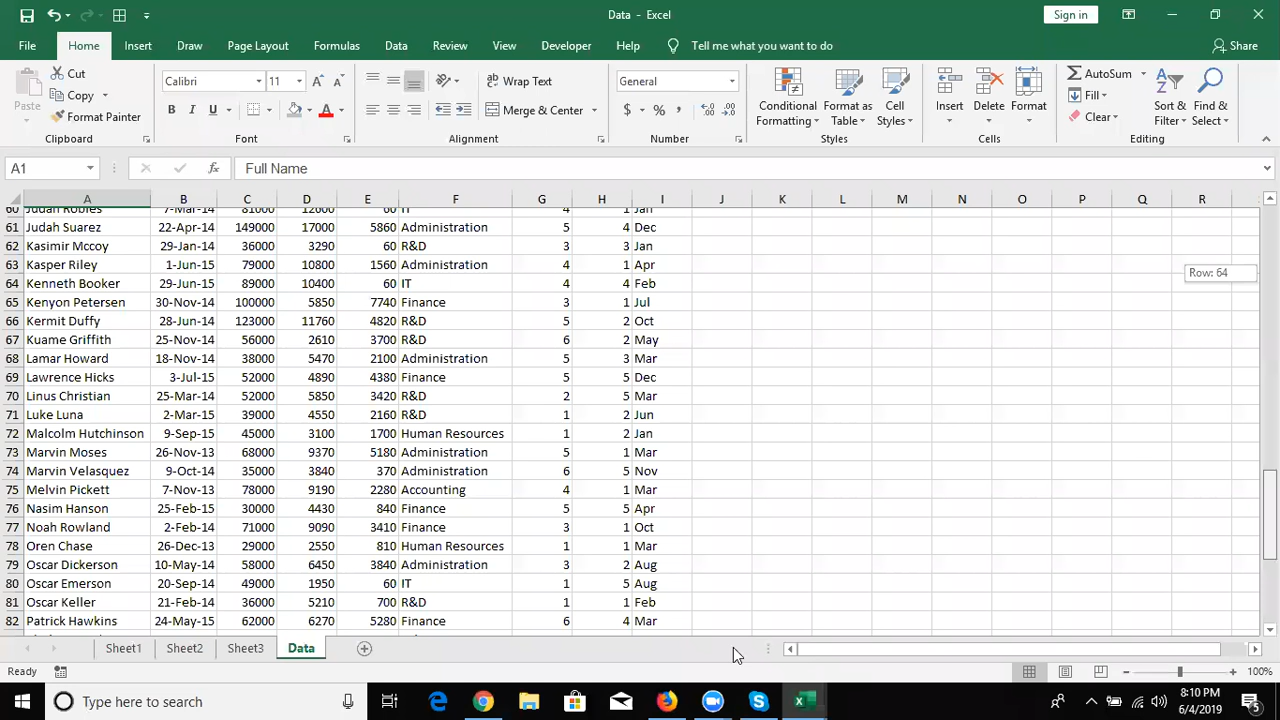 Data - Excel
Sign in
File Home Insert Draw Page Layout Formulas Data Review View Developer Help Tell me what you want to do Share
Paste
Cut
Copy
Format Painter
Clipboard
Calibri 11
B I U
Font
Wrap Text
Merge & Center
Alignment
General
$ % ,
Number
Conditional Formatting
Format as Table
Cell Styles
Styles
Insert Delete Format
Cells
AutoSum
Fill
Clear
Sort & Filter
Find & Select
Editing
A1 fx Full Name
A B C D E F G H I J K L M N O P Q R
60 Judah Robles 7-Mar-14 81000 12600 60 IT 4 1 Jan
61 Judah Suarez 22-Apr-14 149000 17000 5860 Administration 5 4 Dec
62 Kasimir Mccoy 29-Jan-14 36000 3290 60 R&D 3 3 Jan
63 Kasper Riley 1-Jun-15 79000 10800 1560 Administration 4 1 Apr
64 Kenneth Booker 29-Jun-15 89000 10400 60 IT 4 4 Feb
65 Kenyon Petersen 30-Nov-14 100000 5850 7740 Finance 3 1 Jul
66 Kermit Duffy 28-Jun-14 123000 11760 4820 R&D 5 2 Oct
67 Kuame Griffith 25-Nov-14 56000 2610 3700 R&D 6 2 May
68 Lamar Howard 18-Nov-14 38000 5470 2100 Administration 5 3 Mar
69 Lawrence Hicks 3-Jul-15 52000 4890 4380 Finance 5 5 Dec
70 Linus Christian 25-Mar-14 52000 5850 3420 R&D 2 5 Mar
71 Luke Luna 2-Mar-15 39000 4550 2160 R&D 1 2 Jun
72 Malcolm Hutchinson 9-Sep-15 45000 3100 1700 Human Resources 1 2 Jan
73 Marvin Moses 26-Nov-13 68000 9370 5180 Administration 5 1 Mar
74 Marvin Velasquez 9-Oct-14 35000 3840 370 Administration 6 5 Nov
75 Melvin Pickett 7-Nov-13 78000 9190 2280 Accounting 4 1 Mar
76 Nasim Hanson 25-Feb-15 30000 4430 840 Finance 5 5 Apr
77 Noah Rowland 2-Feb-14 71000 9090 3410 Finance 3 1 Oct
78 Oren Chase 26-Dec-13 29000 2550 810 Human Resources 1 1 Mar
79 Oscar Dickerson 10-May-14 58000 6450 3840 Administration 3 2 Aug
80 Oscar Emerson 20-Sep-14 49000 1950 60 IT 1 5 Aug
81 Oscar Keller 21-Feb-14 36000 5210 700 R&D 1 1 Feb
82 Patrick Hawkins 24-May-15 62000 6270 5280 Finance 6 4 Mar
Row: 64
Sheet1 Sheet2 Sheet3 Data
Ready
100%
Type here to search
8:10 PM
6/4/2019
5